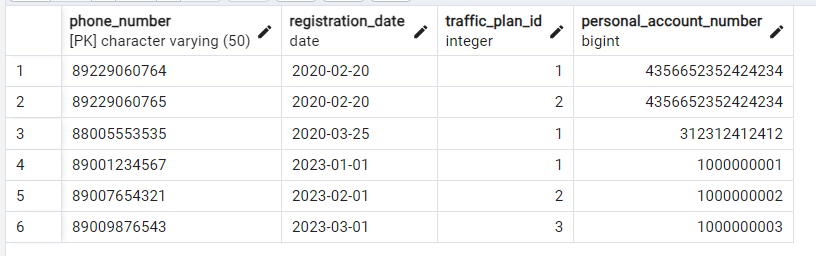 phone_number registration_date traffic_plan_id personal_account_number
[PK] character varying (50) date integer bigint
1 89229060764 2020-02-20 1 4356652352424234
2 89229060765 2020-02-20 2 4356652352424234
3 88005553535 2020-03-25 1 312312412412
4 89001234567 2023-01-01 1 1000000001
5 89007654321 2023-02-01 2 1000000002
6 89009876543 2023-03-01 3 1000000003